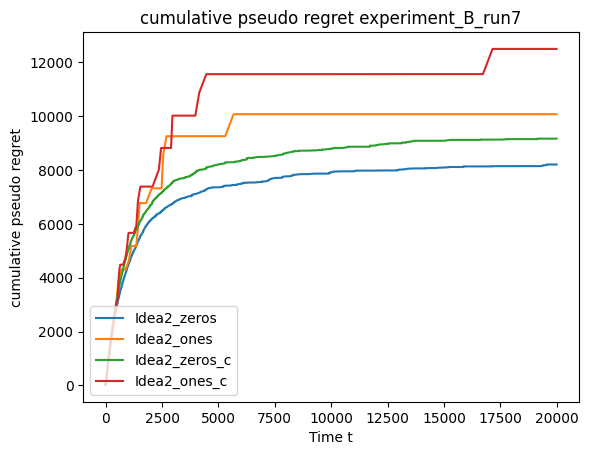 cumulative pseudo regret experiment_B_run7
cumulative pseudo regret
12000
10000
8000
6000
4000
2000
0
Idea2_zeros
Idea2_ones
Idea2_zeros_c
Idea2_ones_c
0 2500 5000 7500 10000 12500 15000 17500 20000
Time t